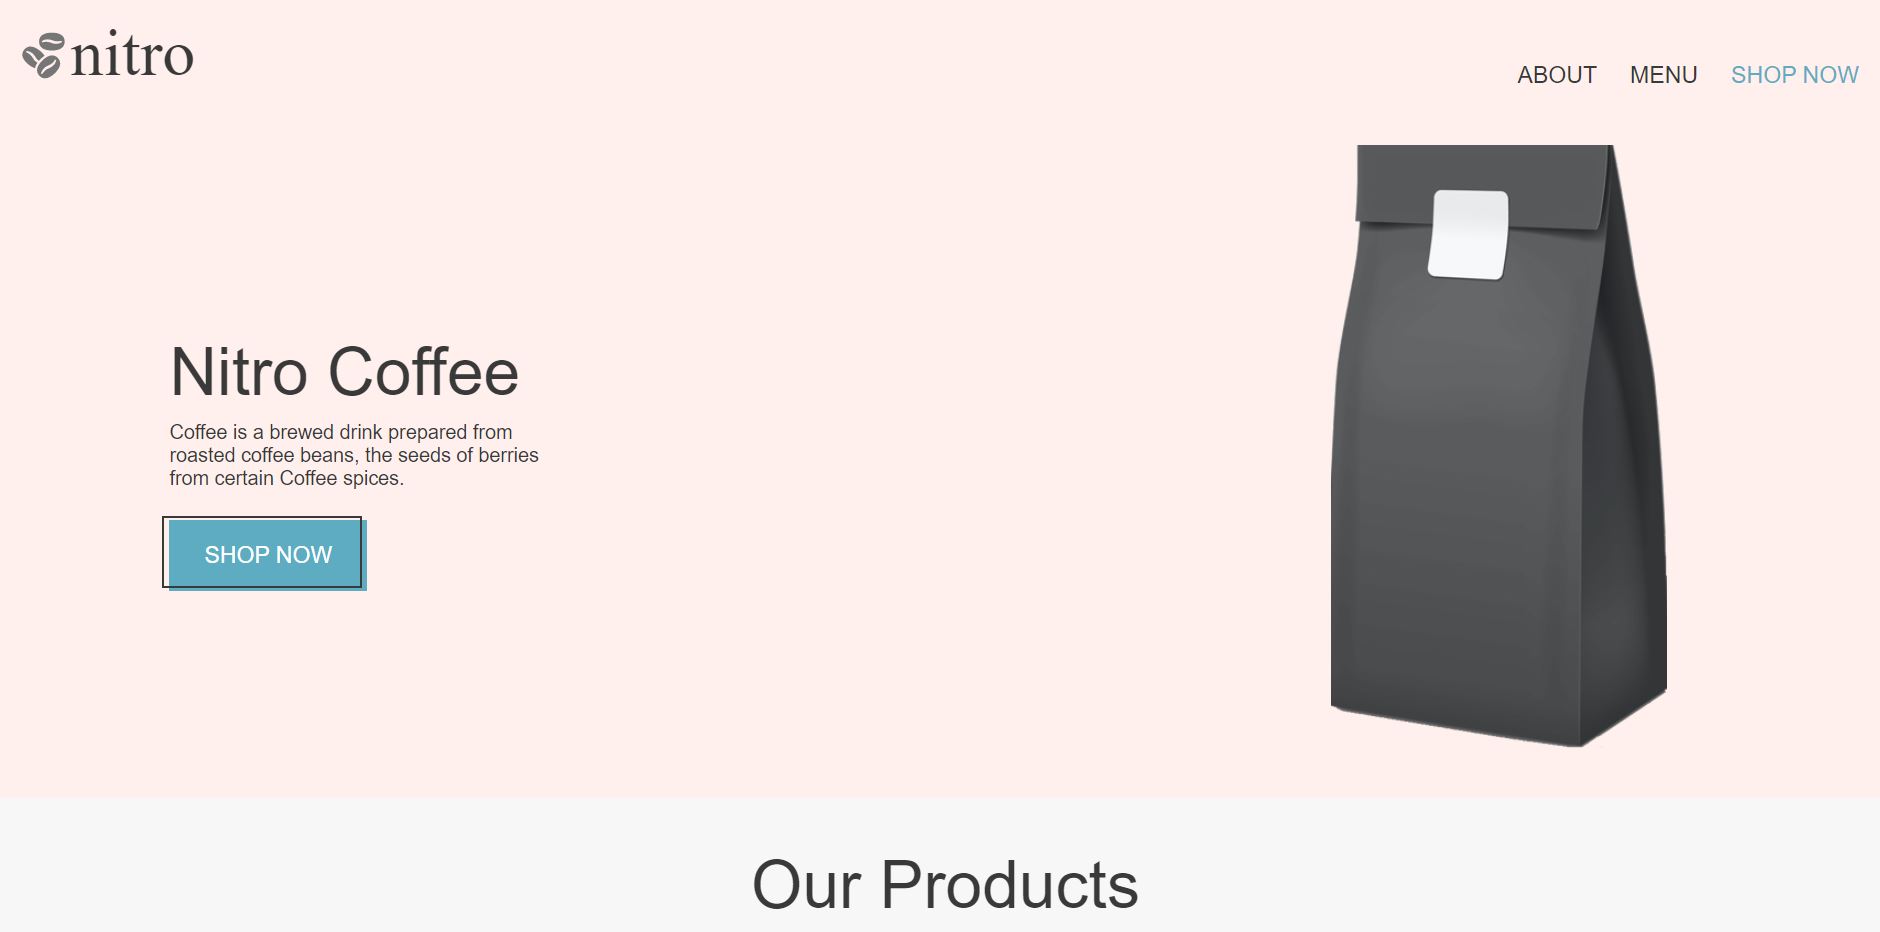 nitro
ABOUT MENU SHOP NOW
Nitro Coffee
Coffee is a brewed drink prepared from
roasted coffee beans, the seeds of berries
from certain Coffee spices.
SHOP NOW
Our Products